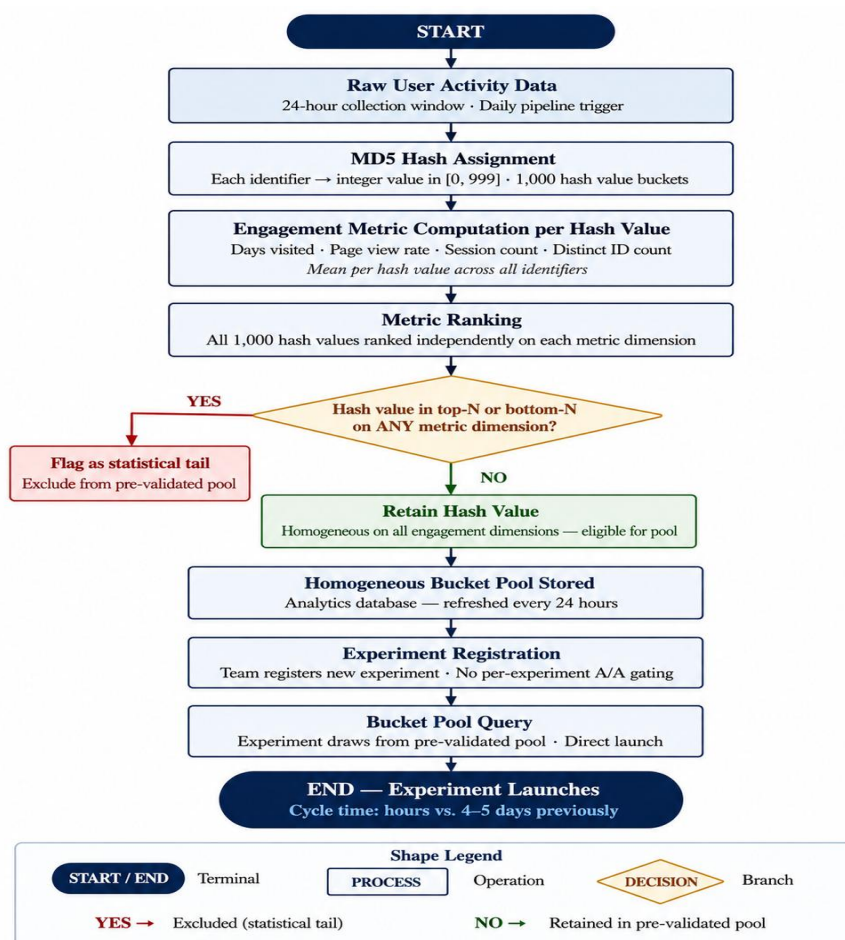 START
Raw User Activity Data
24-hour collection window · Daily pipeline trigger
MD5 Hash Assignment
Each identifier → integer value in [0, 999] · 1,000 hash value buckets
Engagement Metric Computation per Hash Value
Days visited · Page view rate · Session count · Distinct ID count
Mean per hash value across all identifiers
Metric Ranking
All 1,000 hash values ranked independently on each metric dimension
YES
Hash value in top-N or bottom-N
on ANY metric dimension?
Flag as statistical tail
Exclude from pre-validated pool
NO
Retain Hash Value
Homogeneous on all engagement dimensions — eligible for pool
Homogeneous Bucket Pool Stored
Analytics database — refreshed every 24 hours
Experiment Registration
Team registers new experiment · No per-experiment A/A gating
Bucket Pool Query
Experiment draws from pre-validated pool · Direct launch
END — Experiment Launches
Cycle time: hours vs. 4–5 days previously
Shape Legend
START / END Terminal PROCESS Operation DECISION Branch
YES → Excluded (statistical tail) NO → Retained in pre-validated pool